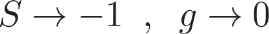 S → −1 , g → 0